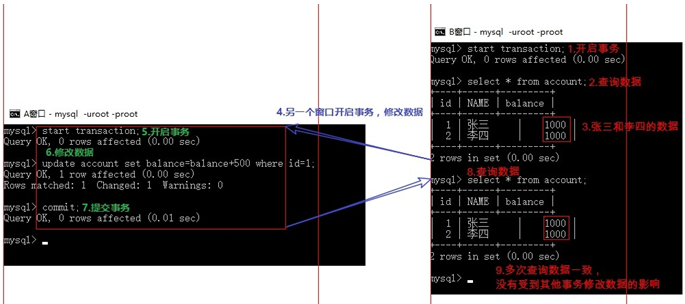 B窗口 - mysql -uroot -proot
mysql> start transaction; 1.开启事务
Query OK, 0 rows affected (0.00 sec)
mysql> select * from account; 2.查询数据
id | NAME | balance |
1 | 张三 | 1000
2 | 李四 | 1000
3.张三和李四的数据
2 rows in set (0.00 sec)
4.另一个窗口开启事务，修改数据
A窗口 - mysql -uroot -proot
mysql> start transaction; 5.开启事务
Query OK, 0 rows affected (0.00 sec)
6.修改数据
mysql> update account set balance=balance+500 where id=1;
Query OK, 1 row affected (0.00 sec)
Rows matched: 1 Changed: 1 Warnings: 0
mysql> commit; 7.提交事务
Query OK, 0 rows affected (0.01 sec)
mysql>
8.查询数据
mysql> select * from account;
id | NAME | balance |
1 | 张三 | 1000
2 | 李四 | 1000
2 rows in set (0.00 sec)
mysql>
9.多次查询数据一致，
没有受到其他事务修改数据的影响